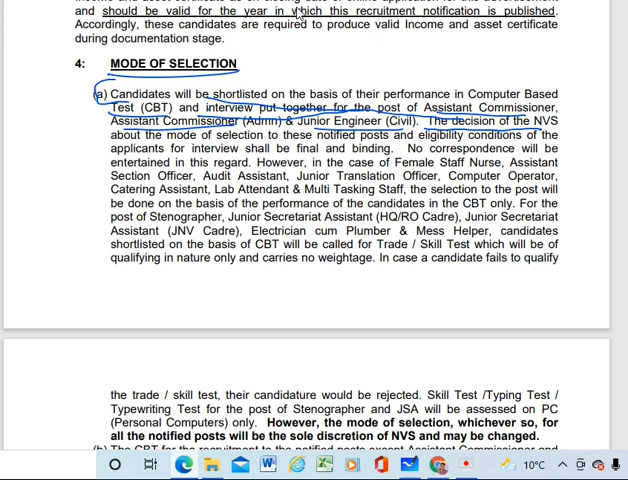 and should be valid for the year in which this recruitment notification is published.
Accordingly, these candidates are required to produce valid Income and asset certificate
during documentation stage.
4: MODE OF SELECTION
(a) Candidates will be shortlisted on the basis of their performance in Computer Based
Test (CBT) and interview put together for the post of Assistant Commissioner,
Assistant Commissioner (Admn) & Junior Engineer (Civil). The decision of the NVS
about the mode of selection to these notified posts and eligibility conditions of the
applicants for interview shall be final and binding. No correspondence will be
entertained in this regard. However, in the case of Female Staff Nurse, Assistant
Section Officer, Audit Assistant, Junior Translation Officer, Computer Operator,
Catering Assistant, Lab Attendant & Multi Tasking Staff, the selection to the post will
be done on the basis of the performance of the candidates in the CBT only. For the
post of Stenographer, Junior Secretariat Assistant (HQ/RO Cadre), Junior Secretariat
Assistant (JNV Cadre), Electrician cum Plumber & Mess Helper, candidates
shortlisted on the basis of CBT will be called for Trade / Skill Test which will be of
qualifying in nature only and carries no weightage. In case a candidate fails to qualify
the trade / skill test, their candidature would be rejected. Skill Test /Typing Test /
Typewriting Test for the post of Stenographer and JSA will be assessed on PC
(Personal Computers) only. However, the mode of selection, whichever so, for
all the notified posts will be the sole discretion of NVS and may be changed.
10°C